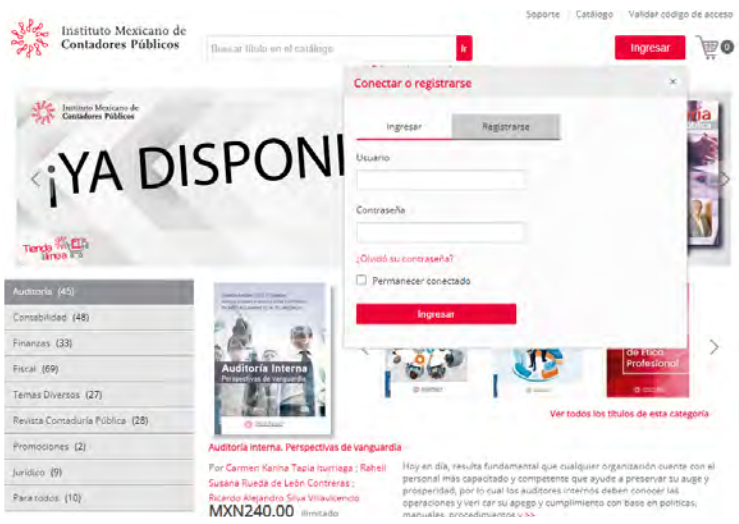 Soporte Catálogo Validar código de acceso
Instituto Mexicano de
Contadores Públicos
Buscar título en el catálogo
Ir
Ingresar
0
Conectar o registrarse
×
Instituto Mexicano de
Contadores Públicos
Ingresar
Registrarse
¡YA DISPONI
Usuario
Contraseña
Tienda
línea
¿Olvidó su contraseña?
Permanecer conectado
Ingresar
Auditoría (45)
Contabilidad (48)
Finanzas (33)
Fiscal (69)
Temas Diversos (27)
Revista Contaduría Pública (28)
Promociones (2)
Jurídico (9)
Para todos (10)
Auditoría Interna
Perspectivas de vanguardia
de Ética
Profesional
Ver todos los títulos de esta categoría
Auditoría interna. Perspectivas de vanguardia
Por Carmen Karina Tapia Iturriaga ; Raheli
Susana Rueda de León Contreras ;
Ricardo Alejandro Silva Villavicencio
MXN240.00 ilimitado
Hoy en día, resulta fundamental que cualquier organización cuente con el
personal más capacitado y competente que ayude a preservar su auge y
prosperidad, por lo cual los auditores internos deben conocer las
operaciones y veri car su apego y cumplimiento con base en políticas,
manuales, procedimientos y >>